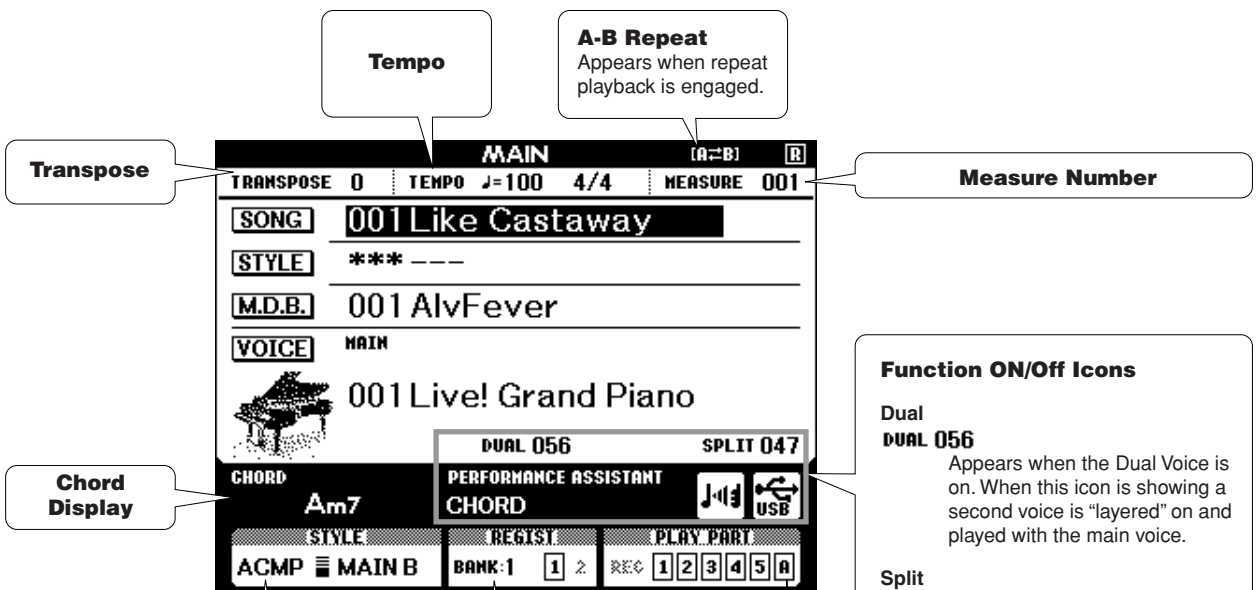 Tempo
A-B Repeat
Appears when repeat
playback is engaged.
Transpose
Measure Number
MAIN [A⇄B] R
TRANSPOSE 0 TEMPO ♩=100 4/4 MEASURE 001
SONG 001 Like Castaway
STYLE *** ---
M.D.B. 001 AlvFever
VOICE MAIN
001 Live! Grand Piano
DUAL 056 SPLIT 047
CHORD PERFORMANCE ASSISTANT
Am7 CHORD USB
STYLE REGIST PLAY PART
ACMP MAIN B BANK:1 1 2 REC 1 2 3 4 5 A
Chord
Display
Function ON/Off Icons
Dual
DUAL 056
Appears when the Dual Voice is
on. When this icon is showing a
second voice is “layered” on and
played with the main voice.
Split